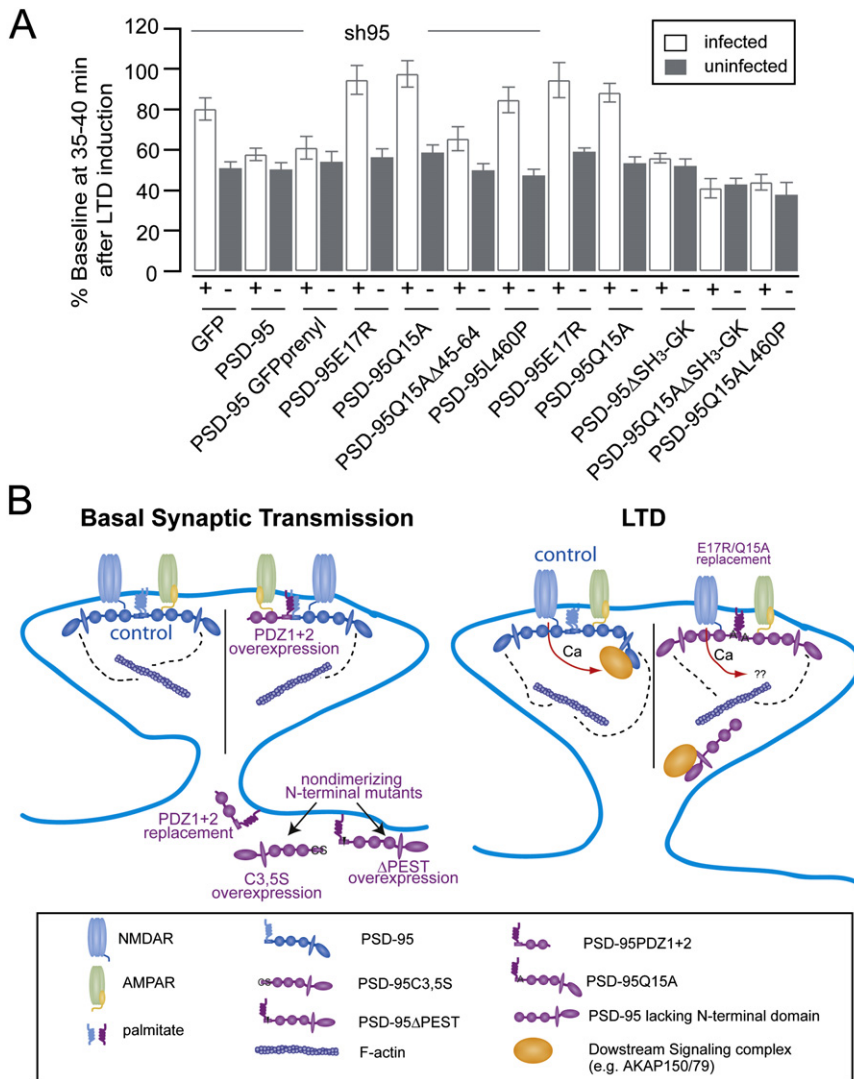 A
sh95
infected
uninfected
% Baseline at 35-40 min
after LTD induction
120
100
80
60
40
20
0
+ - + - + - + - + - + - + - + - + - + - + - + -
GFP
PSD-95
PSD-95 GFPprenyl
PSD-95E17R
PSD-95Q15A
PSD-95Q15AΔ45-64
PSD-95L460P
PSD-95E17R
PSD-95Q15A
PSD-95ΔSH₃-GK
PSD-95Q15AΔSH₃-GK
PSD-95Q15AL460P
B
Basal Synaptic Transmission
LTD
control
PDZ1+2
overexpression
control
E17R/Q15A
replacement
A A
Ca
Ca
??
nondimerizing
N-terminal mutants
PDZ1+2
replacement
CS
C3,5S
overexpression
ΔPEST
overexpression
NMDAR
PSD-95
PSD-95PDZ1+2
AMPAR
CS
PSD-95C3,5S
A
PSD-95Q15A
palmitate
PSD-95ΔPEST
PSD-95 lacking N-terminal domain
F-actin
Dowstream Signaling complex
(e.g. AKAP150/79)